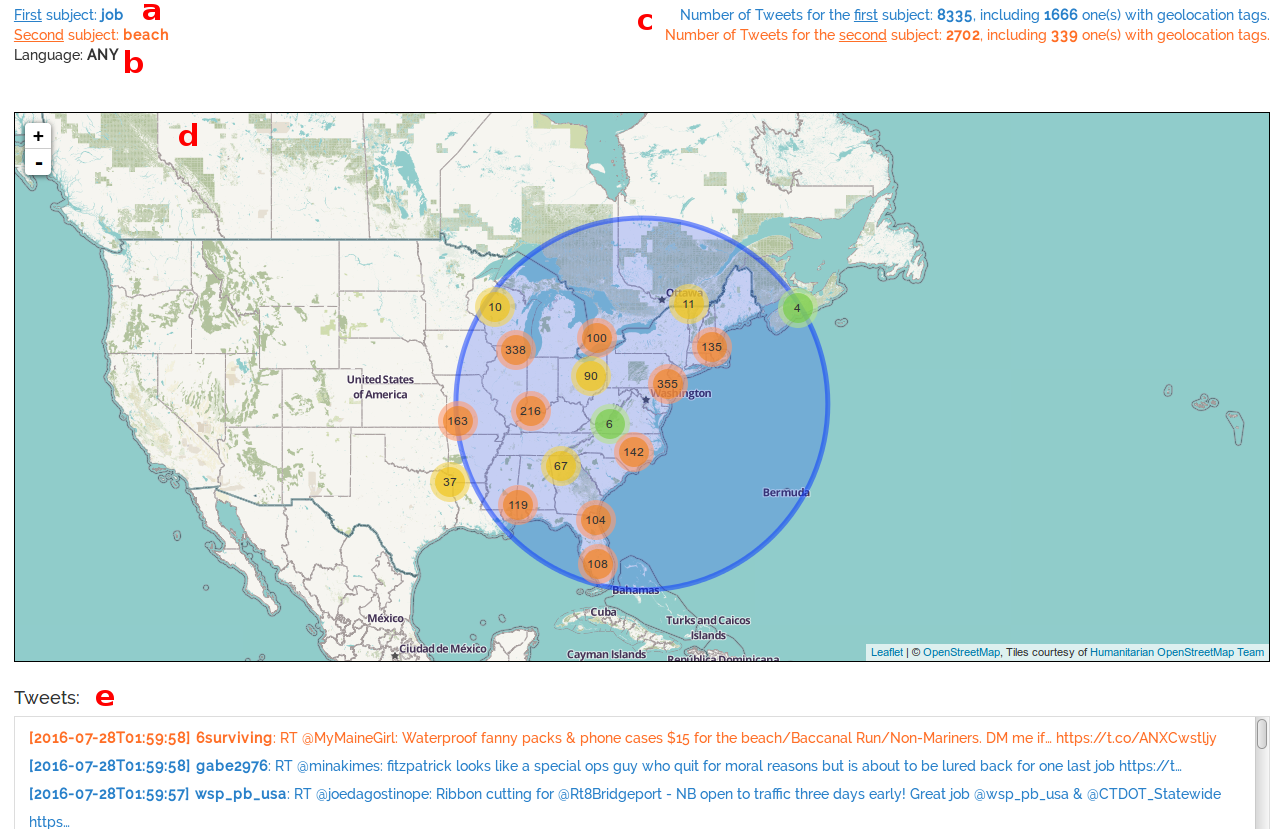 First subject: job a
Second subject: beach
Language: ANY b
c Number of Tweets for the first subject: 8335, including 1666 one(s) with geolocation tags.
Number of Tweets for the second subject: 2702, including 339 one(s) with geolocation tags.
+
-
d
Ottawa
10
11
4
100
338
135
90
355
United States
of America
Washington
216
163
6
142
67
37
Bermuda
119
104
108
Bahamas
Cuba
México
Turks and Caicos
Islands
Ciudad de México
Cayman Islands
República Dominicana
Leaflet | © OpenStreetMap, Tiles courtesy of Humanitarian OpenStreetMap Team
Tweets: e
[2016-07-28T01:59:58] 6surviving: RT @MyMaineGirl: Waterproof fanny packs & phone cases $15 for the beach/Baccanal Run/Non-Mariners. DM me if… https://t.co/ANXCwstljy
[2016-07-28T01:59:58] gabe2976: RT @minakimes: fitzpatrick looks like a special ops guy who quit for moral reasons but is about to be lured back for one last job https://t…
[2016-07-28T01:59:57] wsp_pb_usa: RT @joedagostinope: Ribbon cutting for @Rt8Bridgeport - NB open to traffic three days early! Great job @wsp_pb_usa & @CTDOT_Statewide
https…